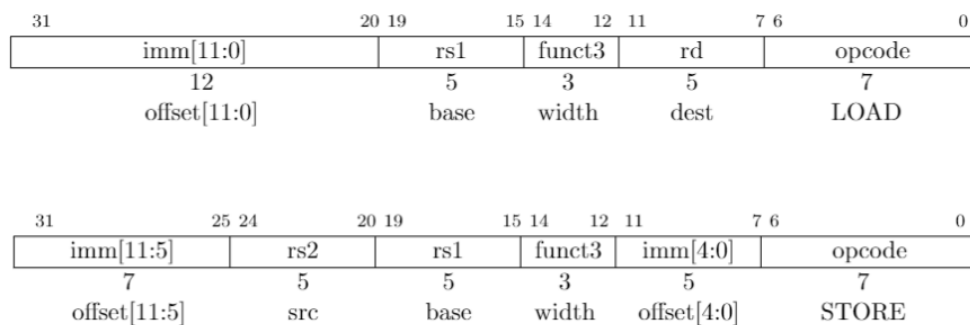 31 20 19 15 14 12 11 7 6 0
imm[11:0] rs1 funct3 rd opcode
12 5 3 5 7
offset[11:0] base width dest LOAD
31 25 24 20 19 15 14 12 11 7 6 0
imm[11:5] rs2 rs1 funct3 imm[4:0] opcode
7 5 5 3 5 7
offset[11:5] src base width offset[4:0] STORE